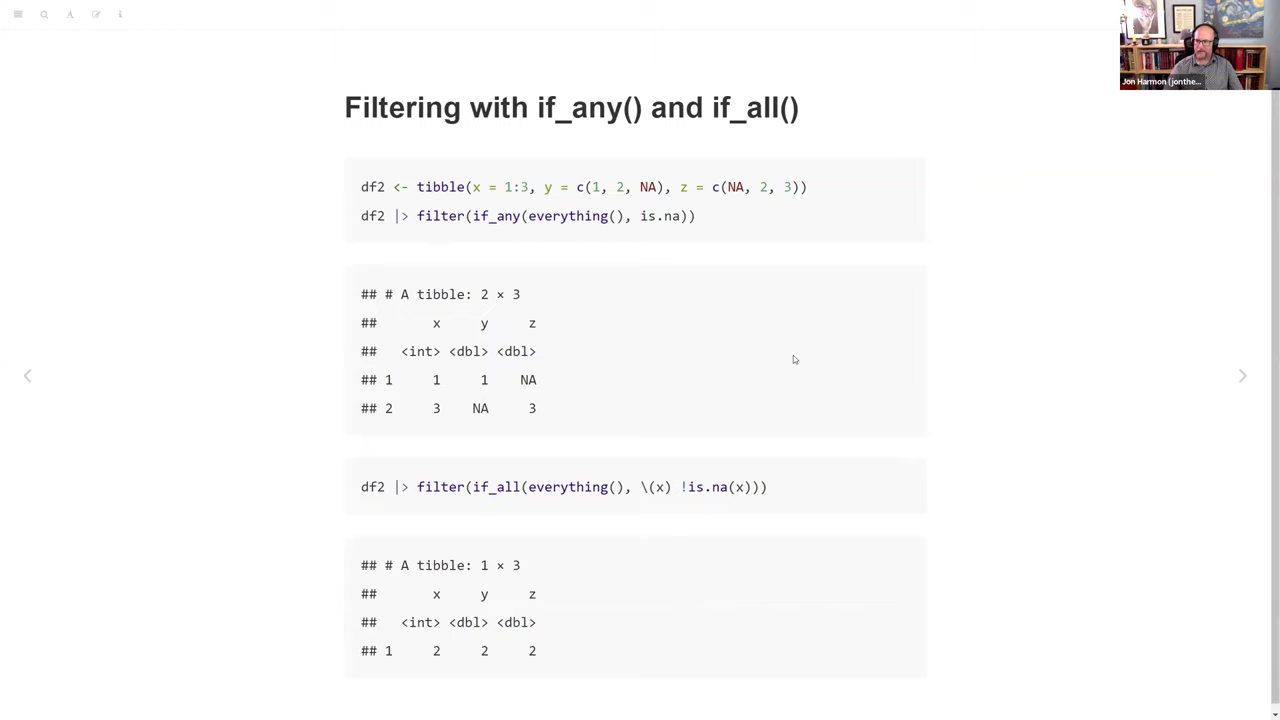 Jon Harmon (jonthe...
Filtering with if_any() and if_all()
df2 <- tibble(x = 1:3, y = c(1, 2, NA), z = c(NA, 2, 3))
df2 |> filter(if_any(everything(), is.na))
## # A tibble: 2 × 3
##       x     y     z
##   <int> <dbl> <dbl>
## 1     1     1    NA
## 2     3    NA     3
df2 |> filter(if_all(everything(), \(x) !is.na(x)))
## # A tibble: 1 × 3
##       x     y     z
##   <int> <dbl> <dbl>
## 1     2     2     2